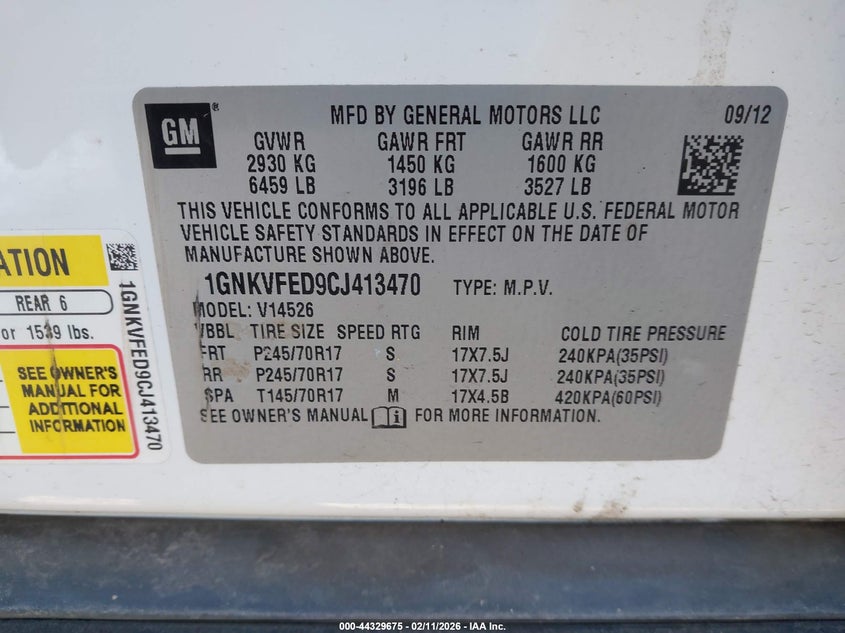 GM
®
MFD BY GENERAL MOTORS LLC 09/12
GVWR GAWR FRT GAWR RR
2930 KG 1450 KG 1600 KG
6459 LB 3196 LB 3527 LB
THIS VEHICLE CONFORMS TO ALL APPLICABLE U.S. FEDERAL MOTOR
VEHICLE SAFETY STANDARDS IN EFFECT ON THE DATE OF
MANUFACTURE SHOWN ABOVE.
1GNKVFED9CJ413470 TYPE: M.P.V.
MODEL: V14526
TIRE SIZE SPEED RTG RIM COLD TIRE PRESSURE
FRT P245/70R17 S 17X7.5J 240KPA(35PSI)
RR P245/70R17 S 17X7.5J 240KPA(35PSI)
SPA T145/70R17 M 17X4.5B 420KPA(60PSI)
SEE OWNER'S MANUAL i FOR MORE INFORMATION.
ATION
REAR 6
or 1539 lbs.
SEE OWNER'S
MANUAL FOR
ADDITIONAL
INFORMATION
1GNKVFED9CJ413470
000-44329675 - 02/11/2026 - IAA Inc.